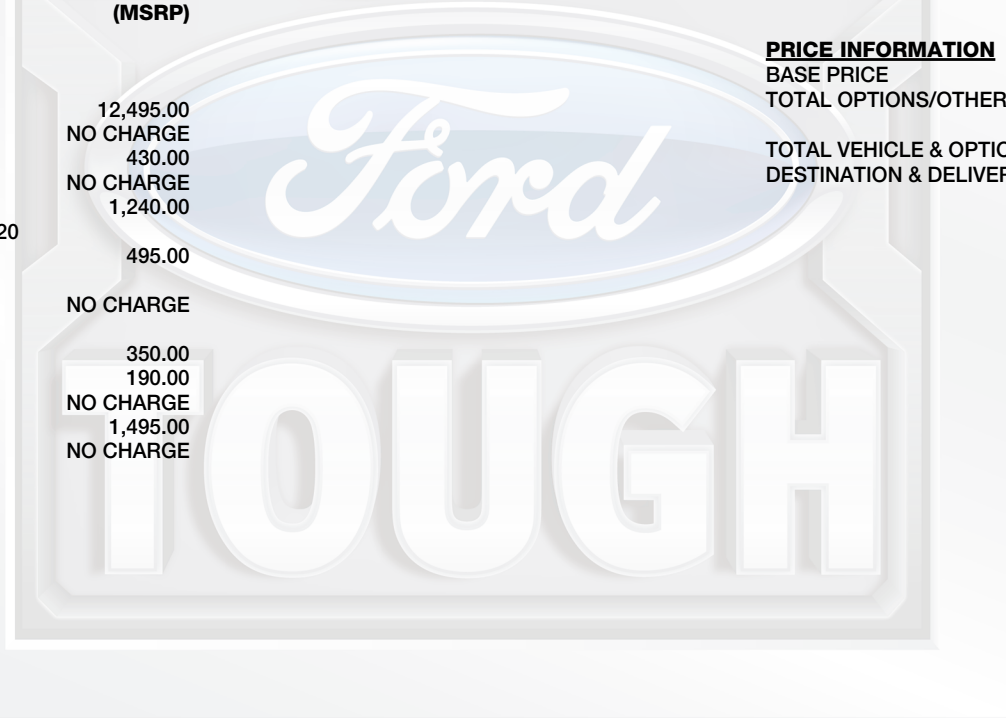 (MSRP)
12,495.00
NO CHARGE
430.00
NO CHARGE
1,240.00
20
495.00
NO CHARGE
350.00
190.00
NO CHARGE
1,495.00
NO CHARGE
PRICE INFORMATION
BASE PRICE
TOTAL OPTIONS/OTHER
TOTAL VEHICLE & OPTIO
DESTINATION & DELIVER
Ford
TOUGH